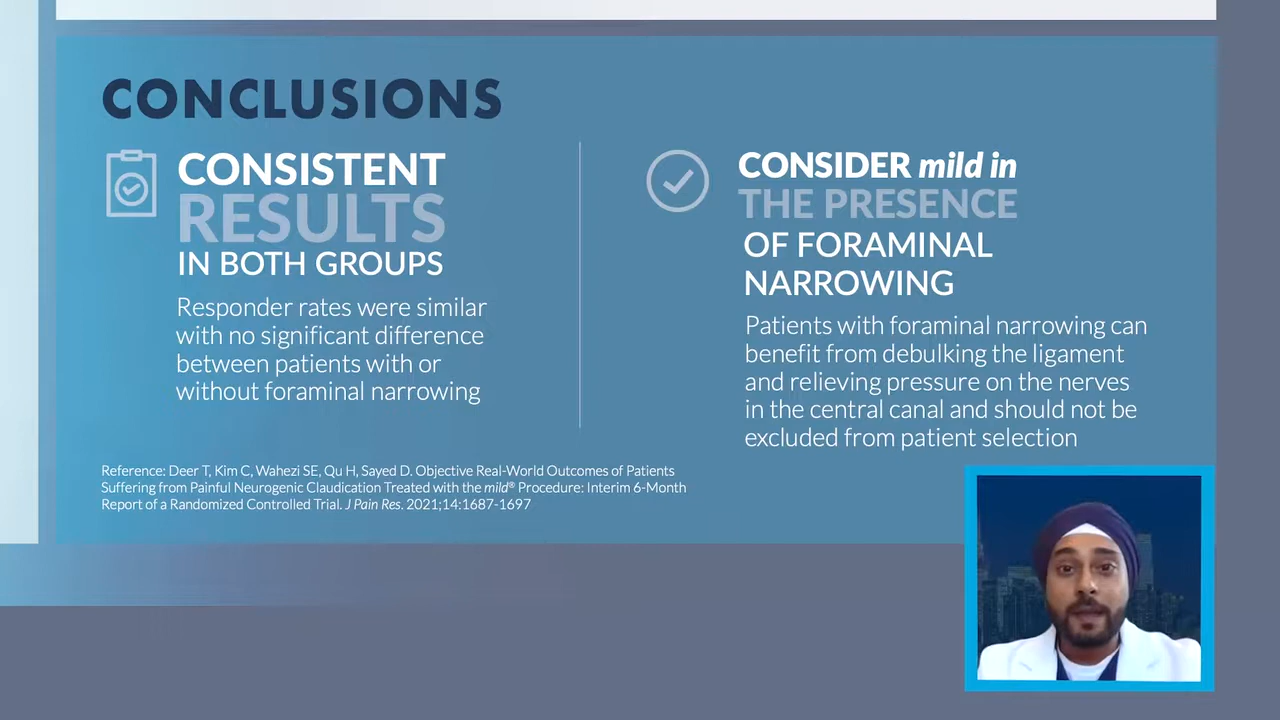 CONCLUSIONS
CONSISTENT
RESULTS
IN BOTH GROUPS
Responder rates were similar
with no significant difference
between patients with or
without foraminal narrowing
CONSIDER mild in
THE PRESENCE
OF FORAMINAL
NARROWING
Patients with foraminal narrowing can
benefit from debulking the ligament
and relieving pressure on the nerves
in the central canal and should not be
excluded from patient selection
Reference: Deer T, Kim C, Wahezi SE, Qu H, Sayed D. Objective Real-World Outcomes of Patients
Suffering from Painful Neurogenic Claudication Treated with the mild® Procedure: Interim 6-Month
Report of a Randomized Controlled Trial. J Pain Res. 2021;14:1687-1697